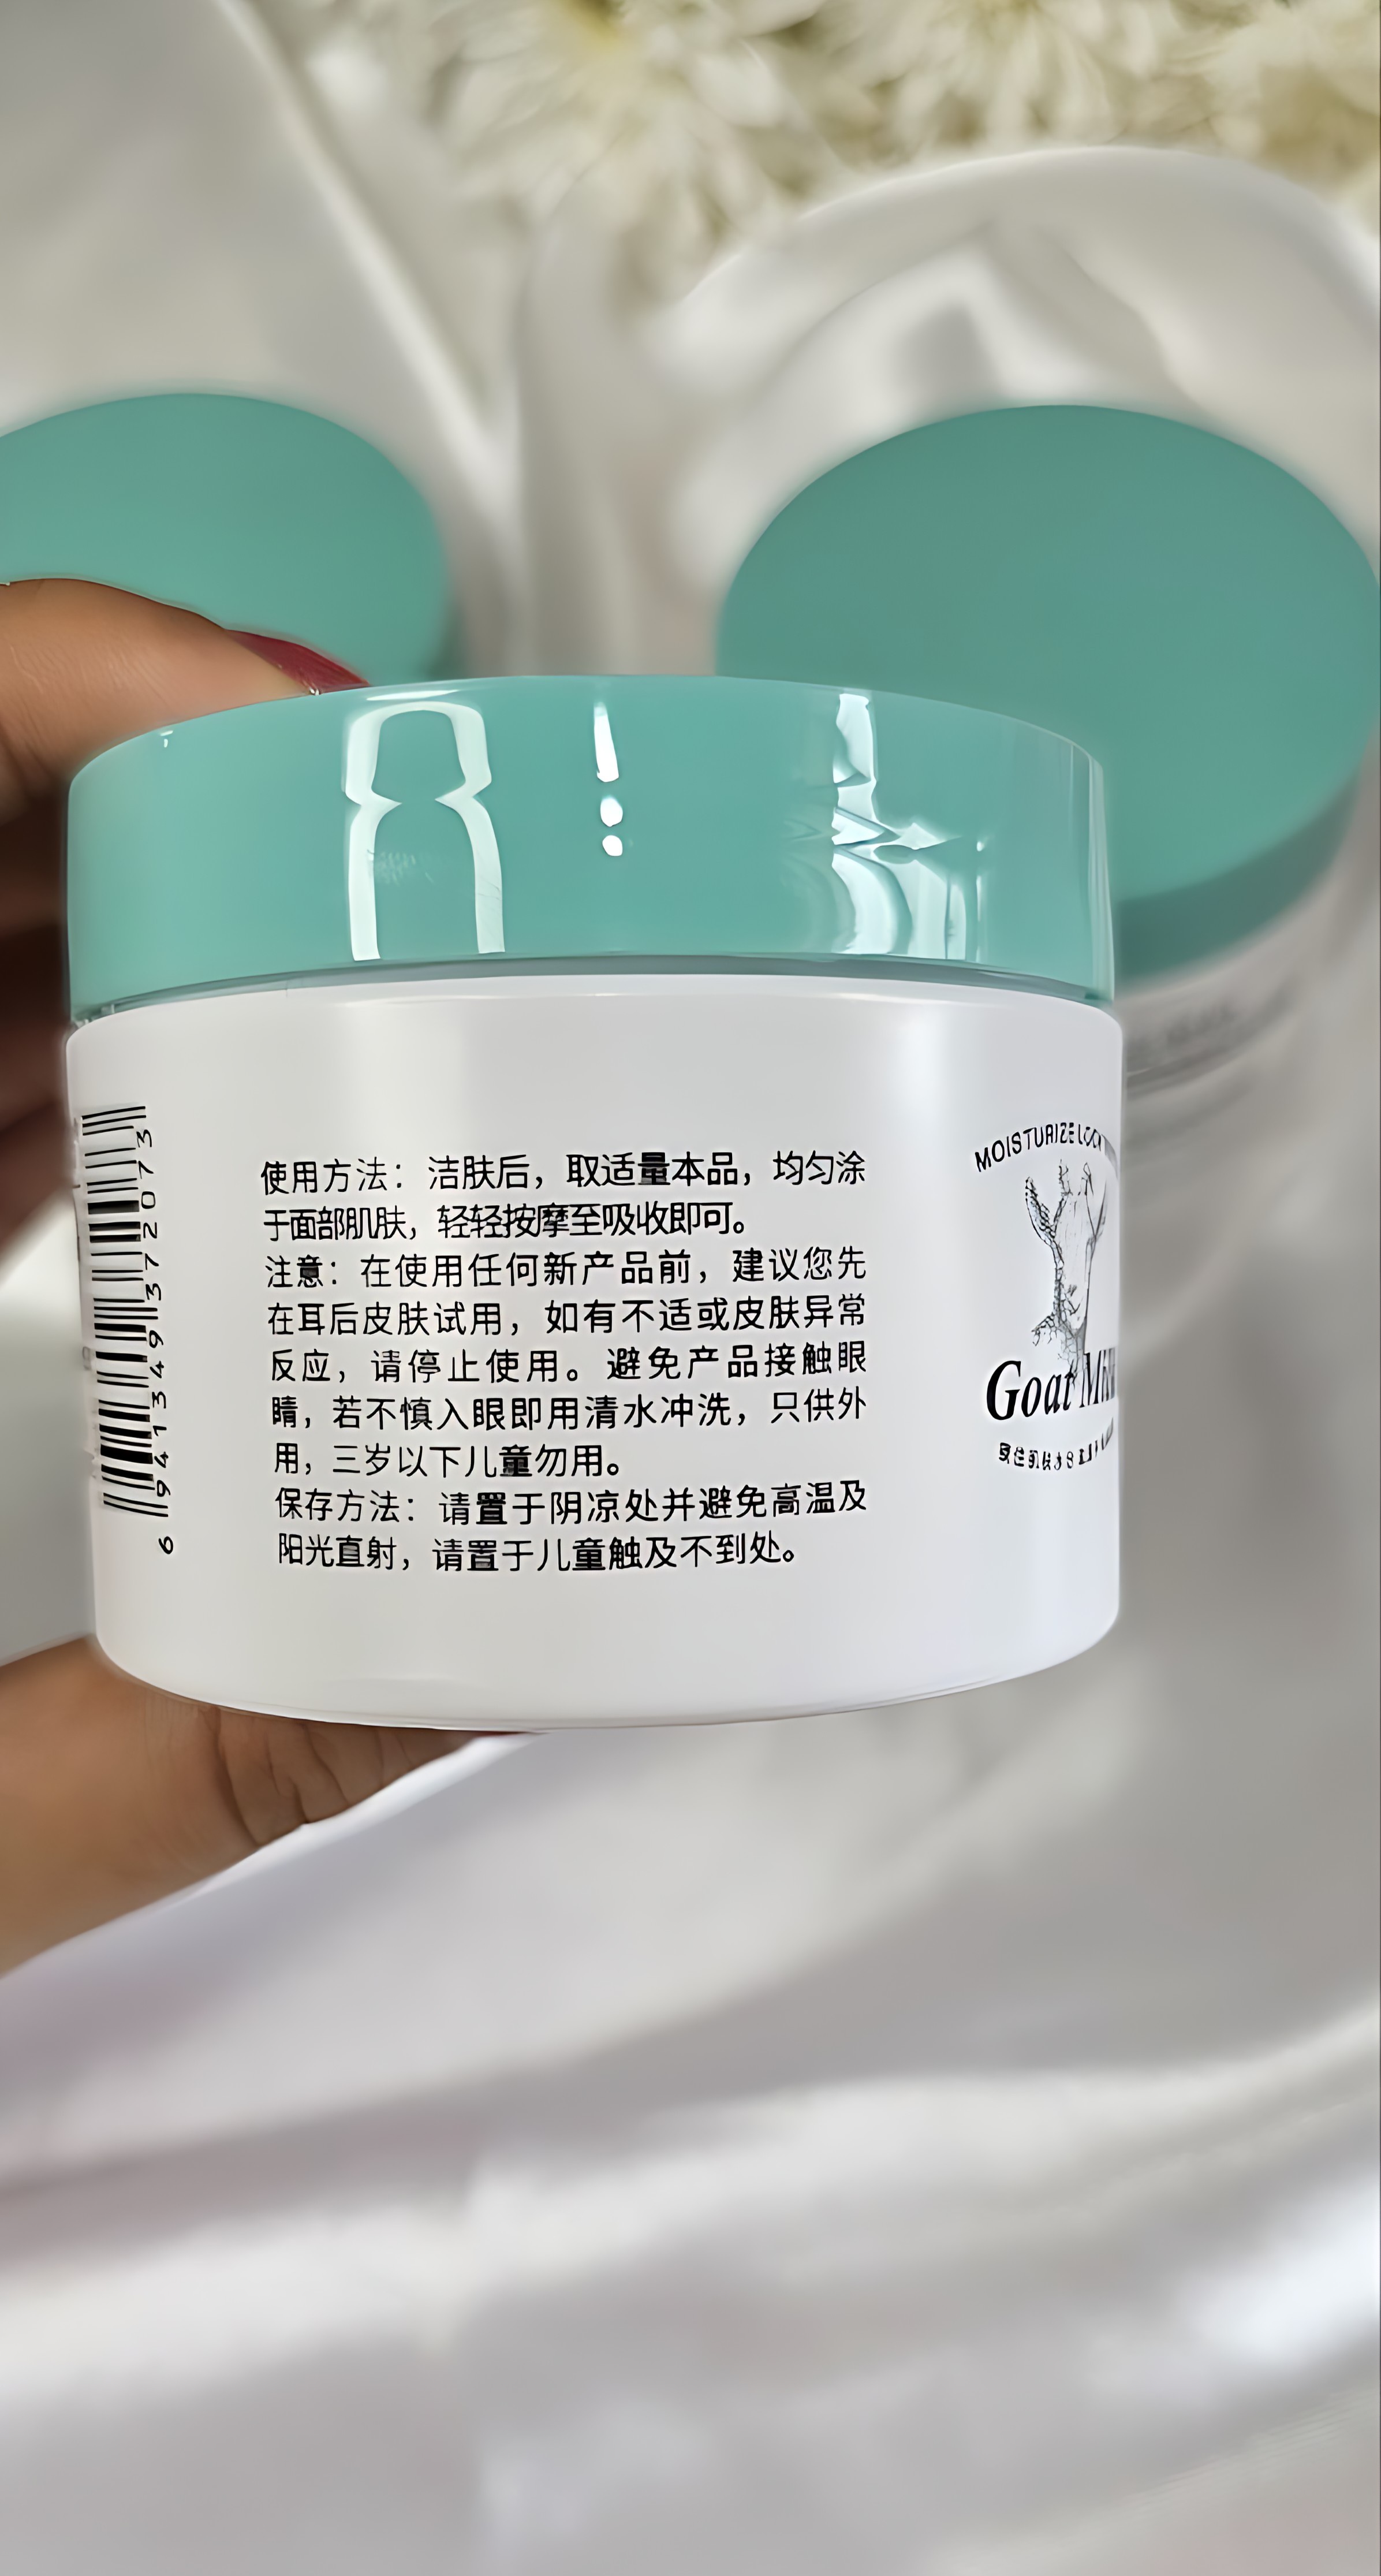 6 941349 372073
使用方法：洁肤后，取适量本品，均匀涂
于面部肌肤，轻轻按摩至吸收即可。
注意：在使用任何新产品前，建议您先
在耳后皮肤试用，如有不适或皮肤异常
反应，请停止使用。避免产品接触眼
睛，若不慎入眼即用清水冲洗，只供外
用，三岁以下儿童勿用。
保存方法：请置于阴凉处并避免高温及
阳光直射，请置于儿童触及不到处。
MOISTURIZE LOCK
Goat Milk